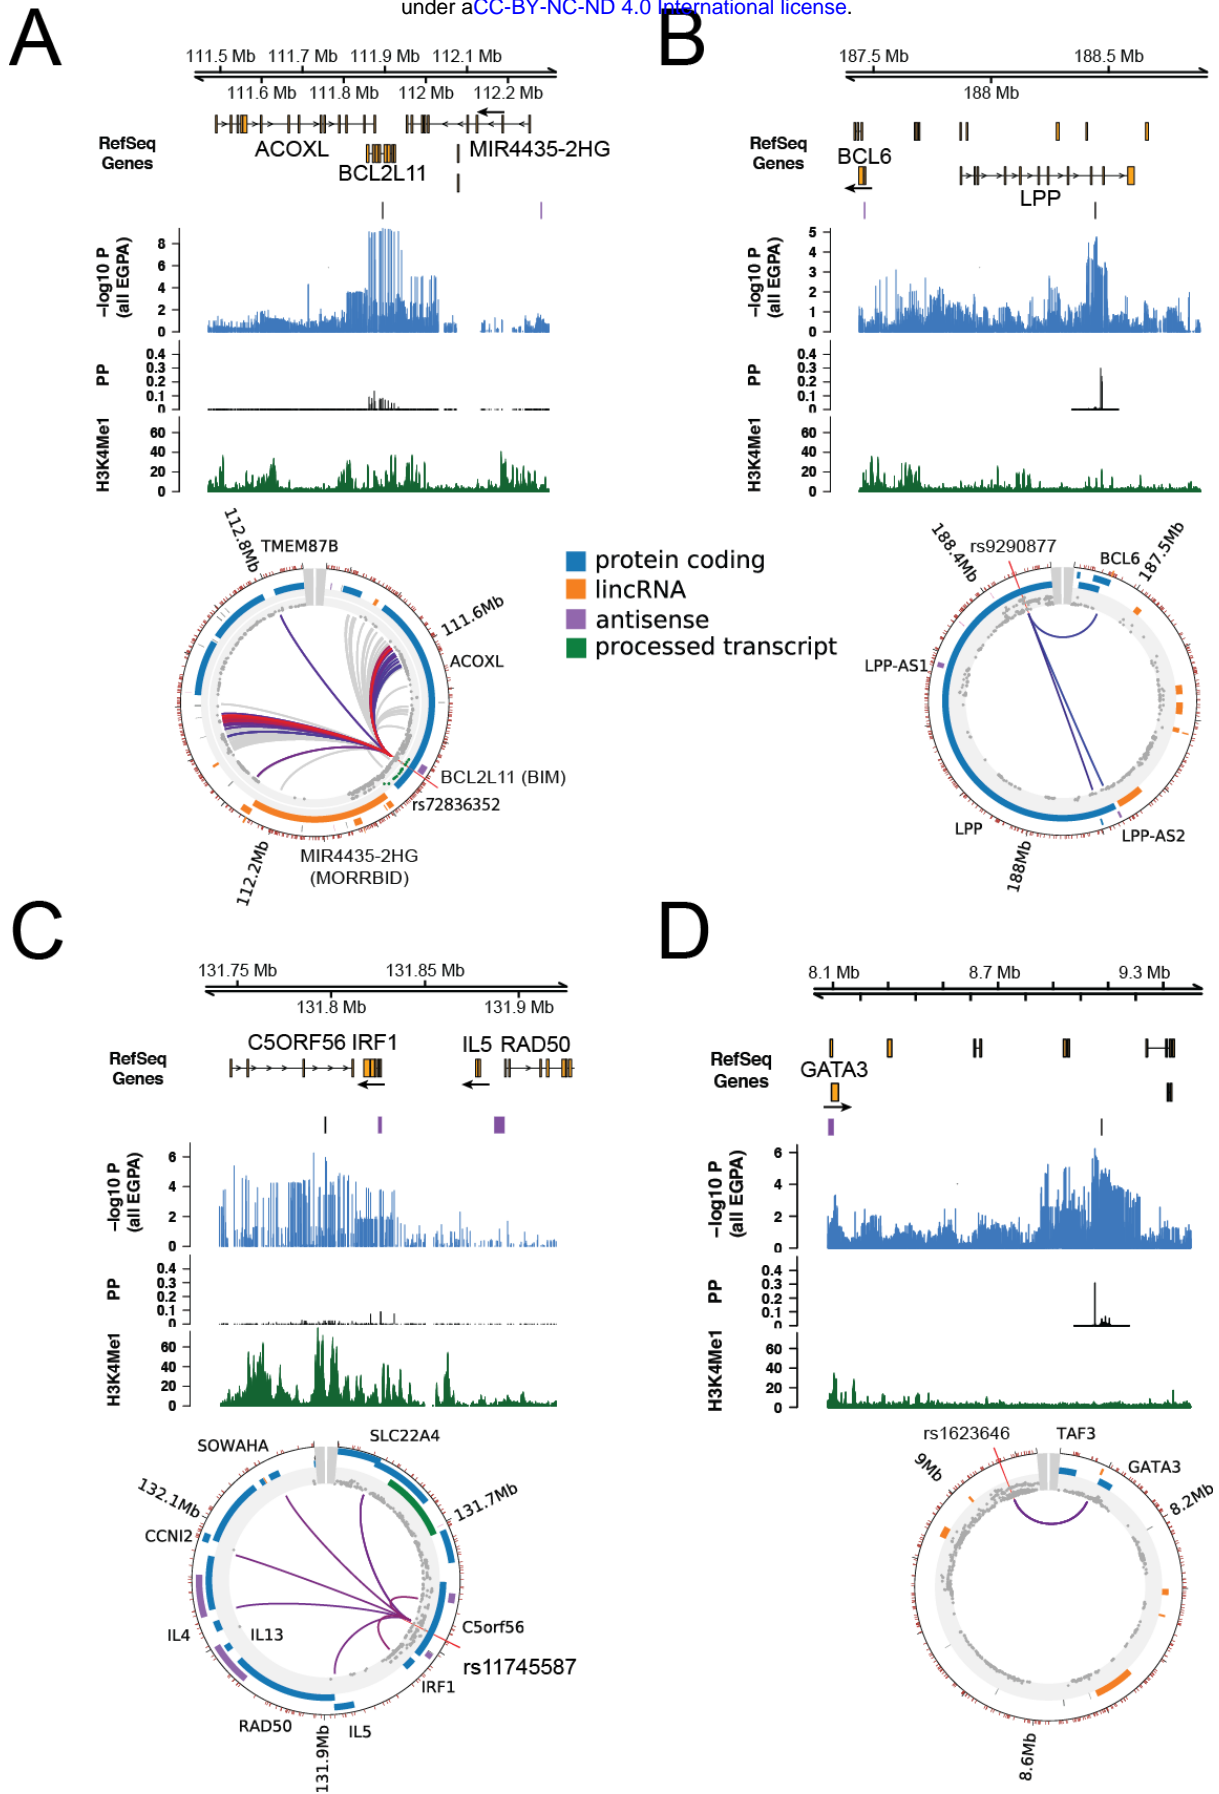 under aCC-BY-NC-ND 4.0 International license.
A
111.5 Mb 111.7 Mb 111.9 Mb 112.1 Mb
111.6 Mb 111.8 Mb 112 Mb 112.2 Mb
RefSeq
Genes
ACOXL
BCL2L11
MIR4435-2HG
−log10 P
(all EGPA)
8
6
4
2
0
PP
0.4
0.3
0.2
0.1
0
H3K4Me1
60
40
20
0
112.8Mb
TMEM87B
111.6Mb
ACOXL
BCL2L11 (BIM)
rs72836352
MIR4435-2HG
(MORRBID)
112.2Mb
protein coding
lincRNA
antisense
processed transcript
B
187.5 Mb 188.5 Mb
188 Mb
RefSeq
Genes
BCL6
LPP
−log10 P
(all EGPA)
5
4
3
2
1
0
PP
0.4
0.3
0.2
0.1
0
H3K4Me1
60
40
20
0
188.4Mb
rs9290877
BCL6
187.5Mb
LPP-AS1
LPP
188Mb
LPP-AS2
C
131.75 Mb 131.85 Mb
131.8 Mb 131.9 Mb
RefSeq
Genes
C5ORF56 IRF1 IL5 RAD50
−log10 P
(all EGPA)
6
4
2
0
PP
0.4
0.3
0.2
0.1
0
H3K4Me1
60
40
20
0
SOWAHA
SLC22A4
132.1Mb
131.7Mb
CCNI2
IL4
IL13
C5orf56
rs11745587
IRF1
RAD50
IL5
131.9Mb
D
8.1 Mb 8.7 Mb 9.3 Mb
RefSeq
Genes
GATA3
−log10 P
(all EGPA)
6
4
2
0
PP
0.4
0.3
0.2
0.1
0
H3K4Me1
60
40
20
0
rs1623646
TAF3
9Mb
GATA3
8.2Mb
8.6Mb